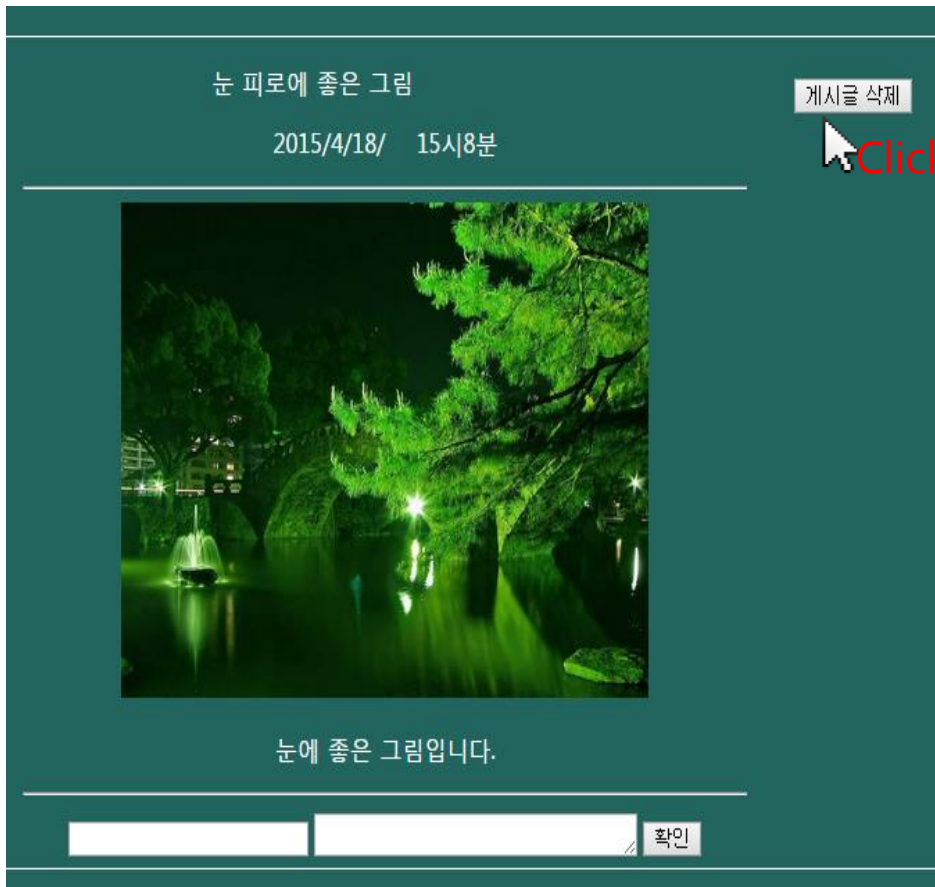 눈 피로에 좋은 그림
게시글 삭제
2015/4/18/ 15시8분
Click
눈에 좋은 그림입니다.
확인